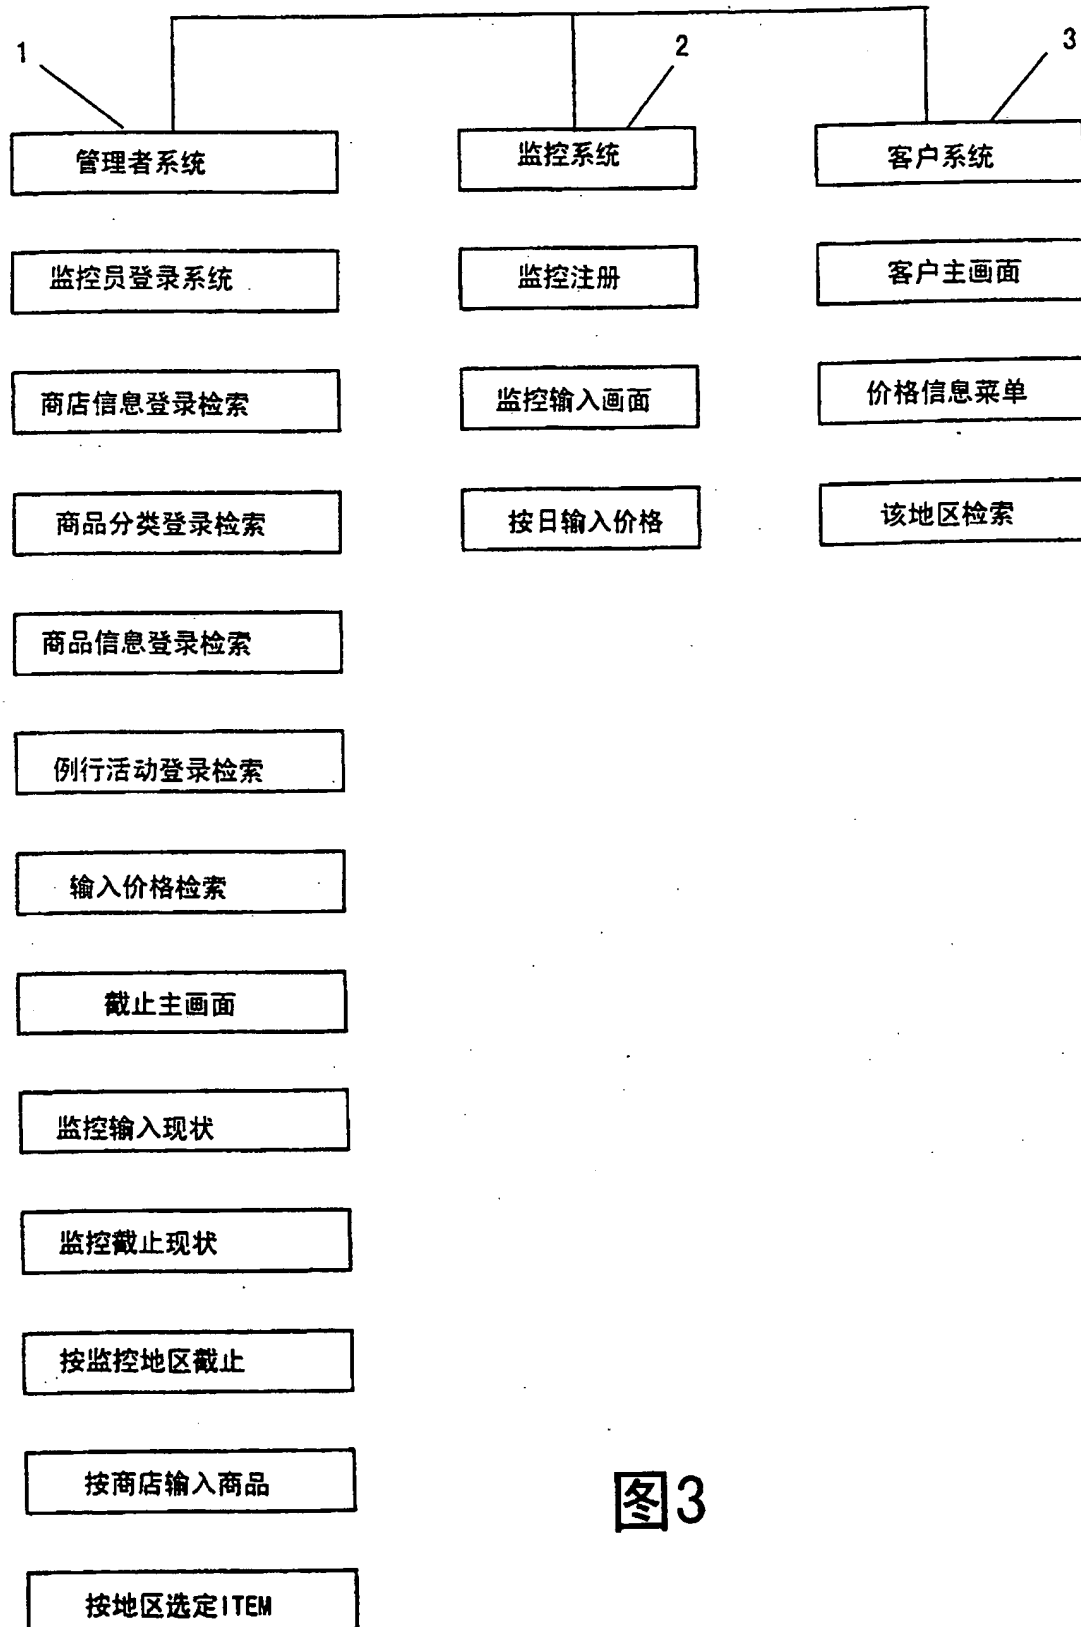 1
2
3
管理者系统
监控系统
客户系统
监控员登录系统
监控注册
客户主画面
商店信息登录检索
监控输入画面
价格信息菜单
商品分类登录检索
按日输入价格
该地区检索
商品信息登录检索
例行活动登录检索
输入价格检索
截止主画面
监控输入现状
监控截止现状
按监控地区截止
按商店输入商品
按地区选定ITEM
图3